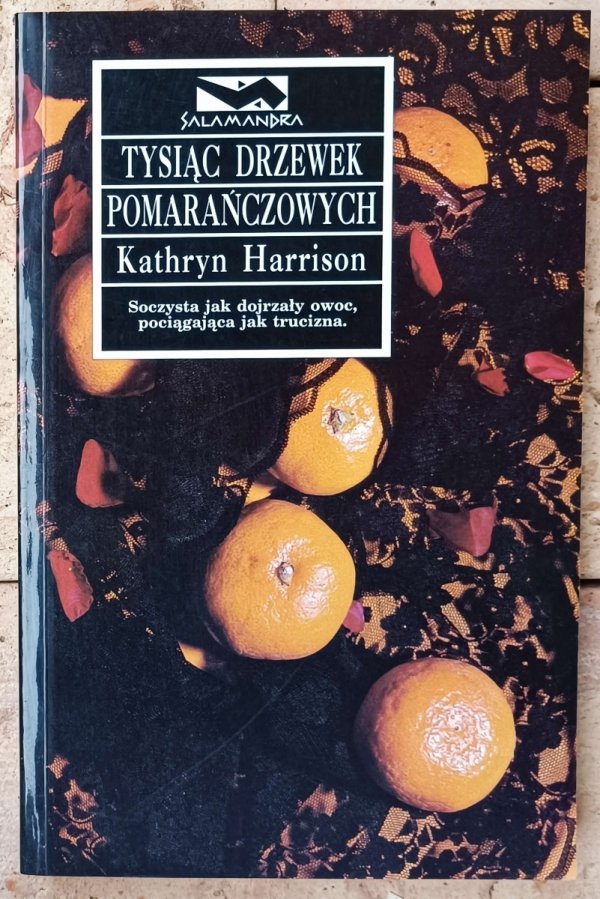 SALAMANDRA
TYSIĄC DRZEWEK
POMARAŃCZOWYCH
Kathryn Harrison
Soczysta jak dojrzały owoc,
pociągająca jak trucizna.